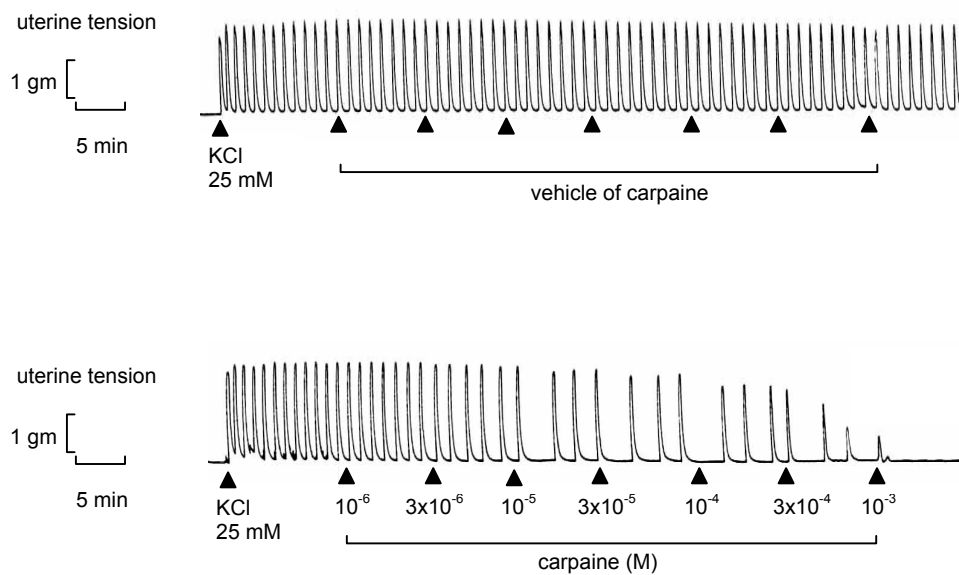 uterine tension
1 gm
5 min
KCl
25 mM
vehicle of carpaine
uterine tension
1 gm
5 min
KCl
25 mM
10⁻⁶ 3x10⁻⁶ 10⁻⁵ 3x10⁻⁵ 10⁻⁴ 3x10⁻⁴ 10⁻³
carpaine (M)